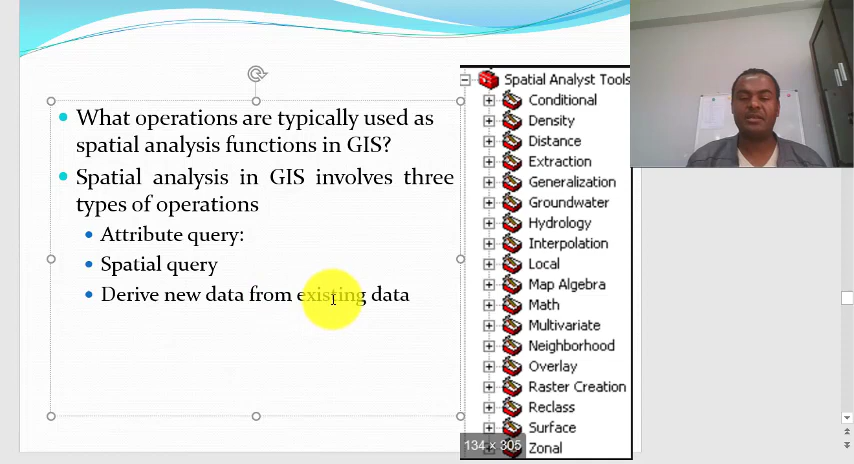 What operations are typically used as
spatial analysis functions in GIS?
Spatial analysis in GIS involves three
types of operations
Attribute query:
Spatial query
Derive new data from existing data
Spatial Analyst Tools
Conditional
Density
Distance
Extraction
Generalization
Groundwater
Hydrology
Interpolation
Local
Map Algebra
Math
Multivariate
Neighborhood
Overlay
Raster Creation
Reclass
Surface
Zonal
134 × 305